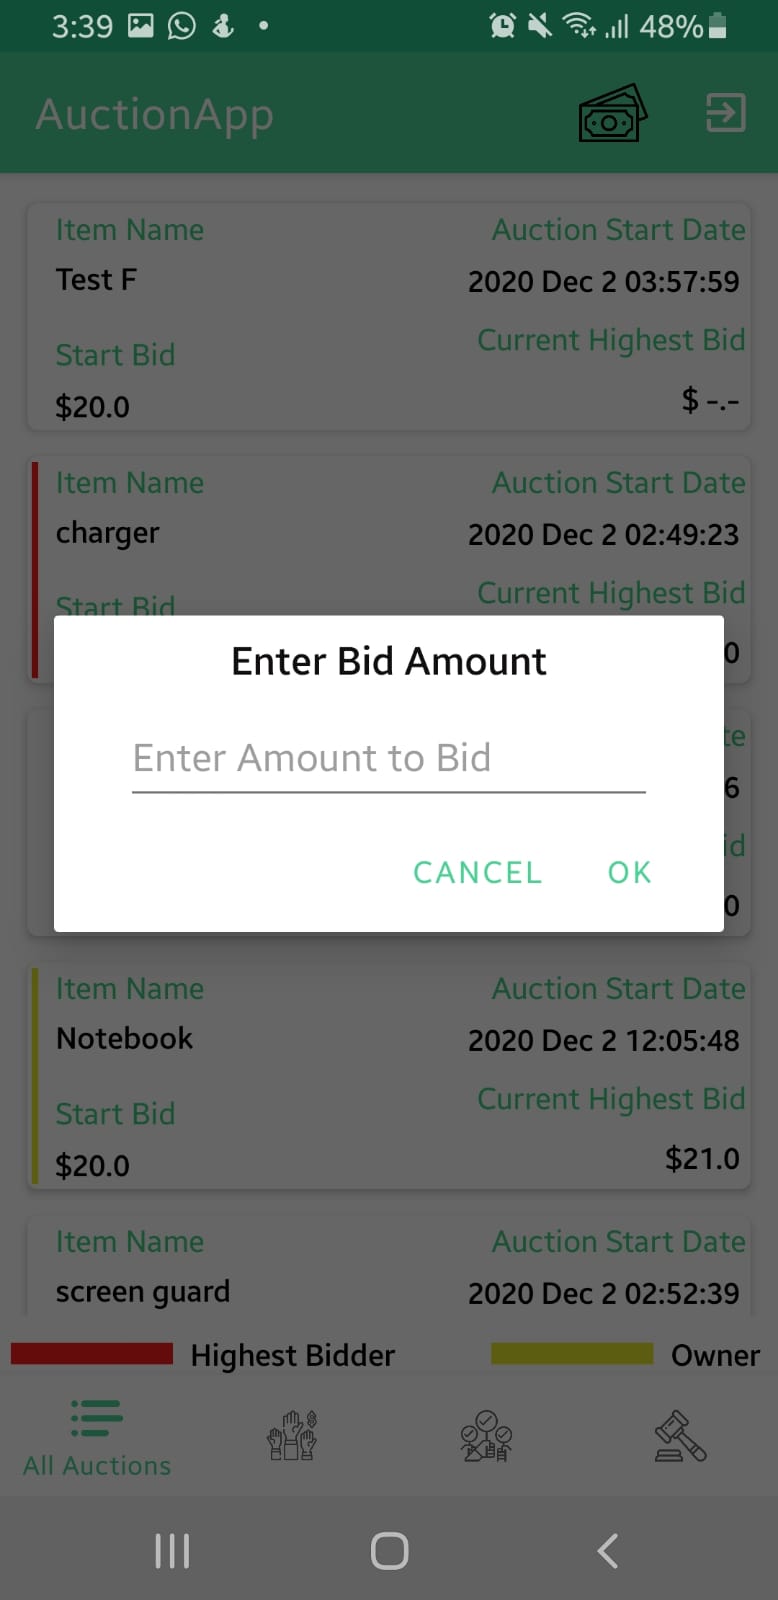 3:39
48%
AuctionApp
Item Name Auction Start Date
Test F 2020 Dec 2 03:57:59
Start Bid Current Highest Bid
$20.0 $ -.-
Item Name Auction Start Date
charger 2020 Dec 2 02:49:23
Start Bid Current Highest Bid
0
Enter Bid Amount
te
Enter Amount to Bid
6
id
CANCEL OK
0
Item Name Auction Start Date
Notebook 2020 Dec 2 12:05:48
Start Bid Current Highest Bid
$20.0 $21.0
Item Name Auction Start Date
screen guard 2020 Dec 2 02:52:39
Highest Bidder Owner
All Auctions